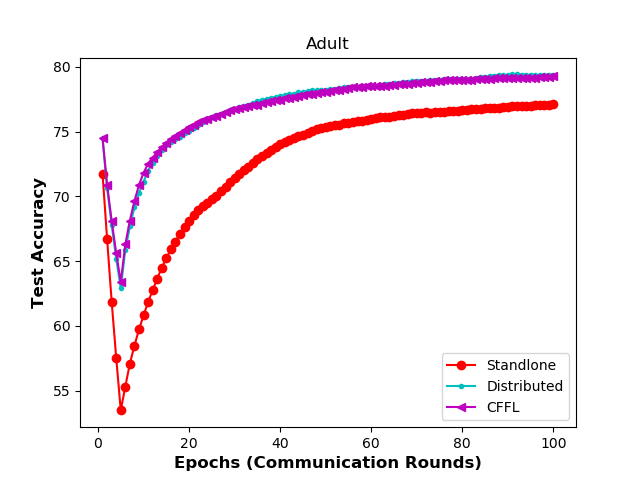 Adult
80
75
70
65
60
55
Test Accuracy
0 20 40 60 80 100
Epochs (Communication Rounds)
Standlone
Distributed
CFFL